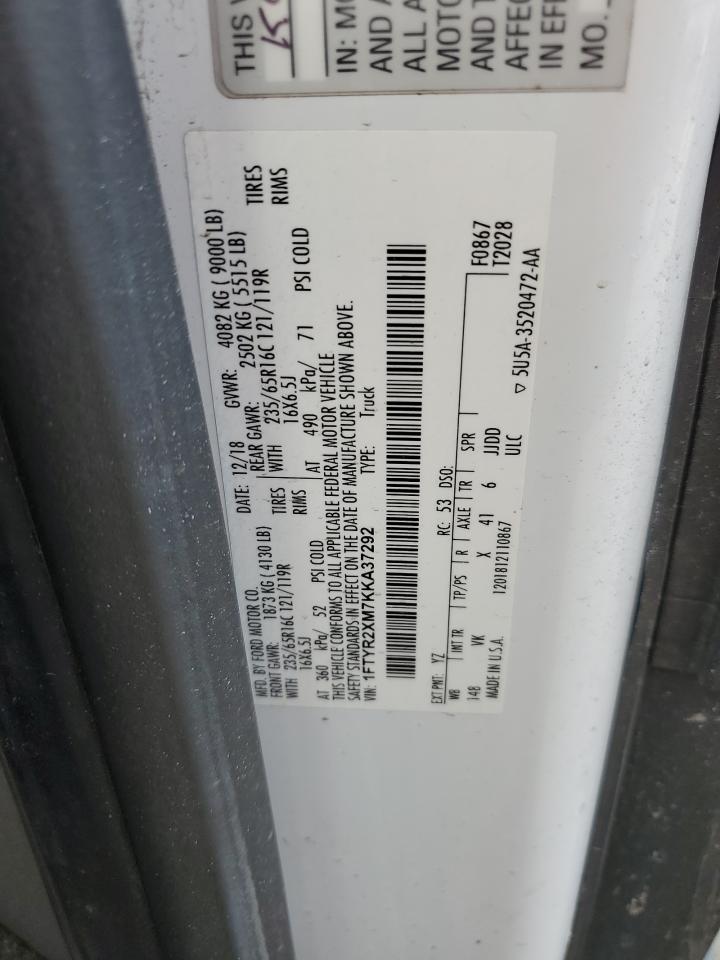 THIS V
IN: MO
AND A
ALL A
MOTO
AND T
AFFE
IN EFF
MO.
MFD. BY FORD MOTOR CO.
DATE: 12/18 GVWR: 4082 KG ( 9000 LB)
FRONT GAWR: 1873 KG ( 4130 LB) REAR GAWR: 2502 KG ( 5515 LB)
WITH 235/65R16C 121/119R TIRES WITH 235/65R16C 121/119R TIRES
16X6.5J RIMS 16X6.5J RIMS
AT 360 kPa/ 52 PSI COLD AT 490 kPa/ 71 PSI COLD
THIS VEHICLE CONFORMS TO ALL APPLICABLE FEDERAL MOTOR VEHICLE
SAFETY STANDARDS IN EFFECT ON THE DATE OF MANUFACTURE SHOWN ABOVE.
VIN: 1FTYR2XM7KKA37292 TYPE: Truck
EXT PNT: YZ RC: 53 DSO: F0867
WB INT TR TP/PS R AXLE TR SPR T2028
148 VK X 41 6 JJDD
MADE IN U.S.A. 1201812110867 ULC ▽ 5U5A-3520472-AA